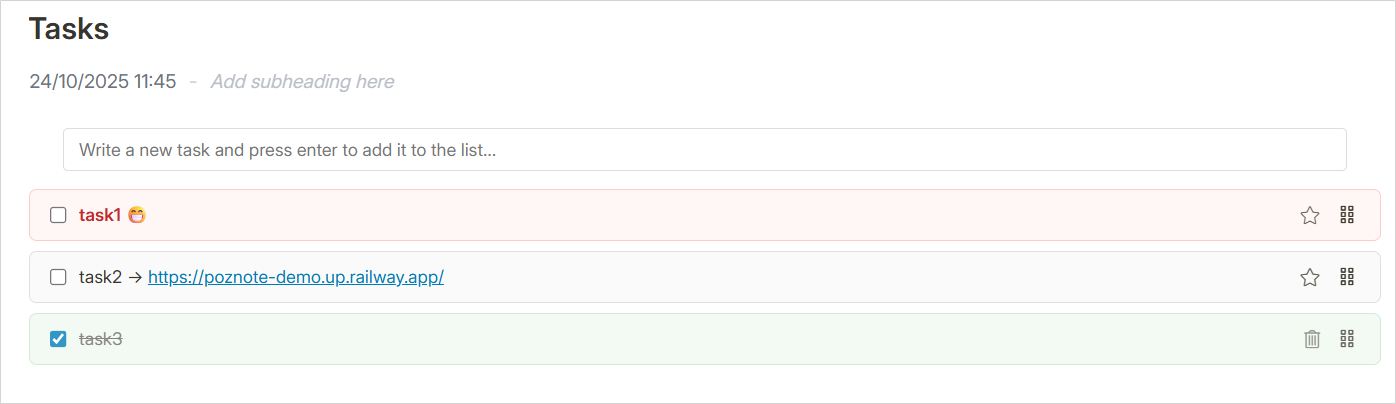 Tasks
24/10/2025 11:45 - Add subheading here
Write a new task and press enter to add it to the list...
task1 😁
task2 → https://poznote-demo.up.railway.app/
task3